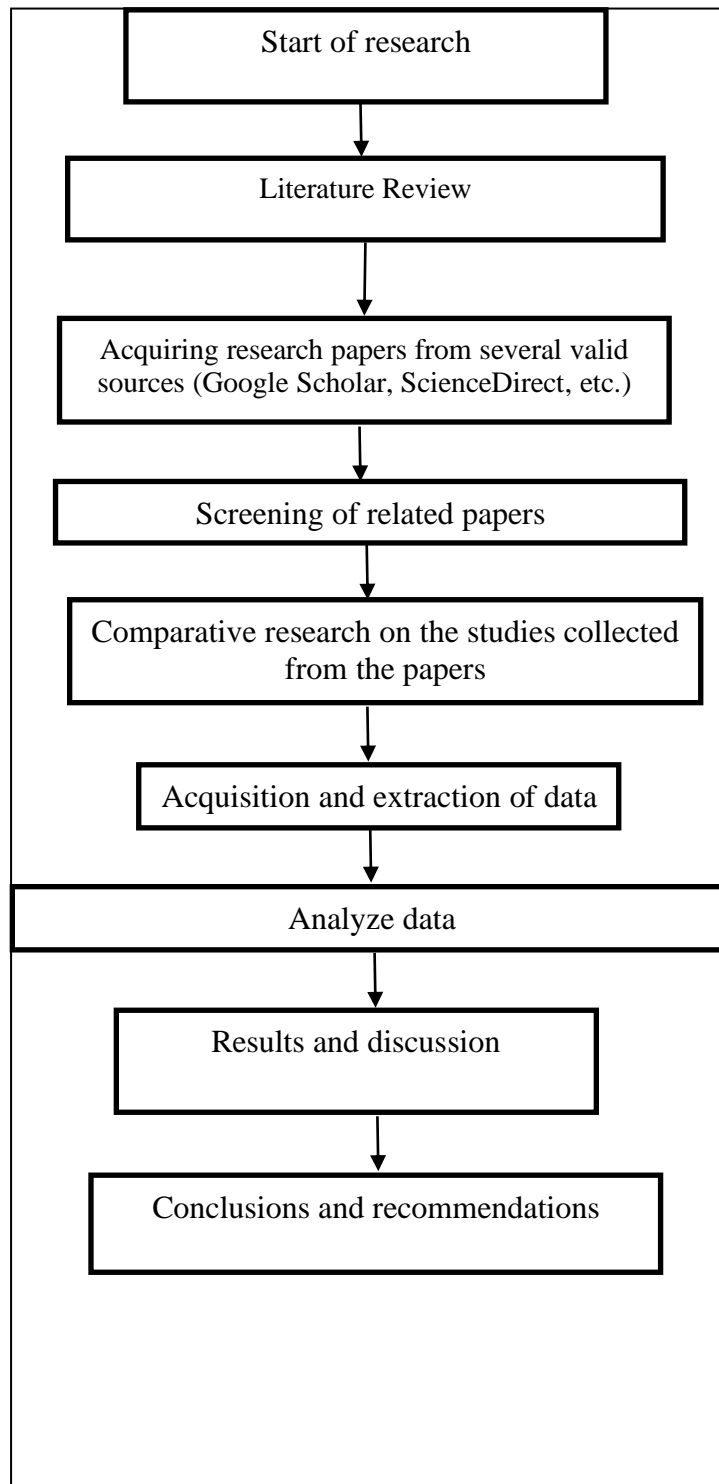 Start of research
Literature Review
Acquiring research papers from several valid
sources (Google Scholar, ScienceDirect, etc.)
Screening of related papers
Comparative research on the studies collected
from the papers
Acquisition and extraction of data
Analyze data
Results and discussion
Conclusions and recommendations